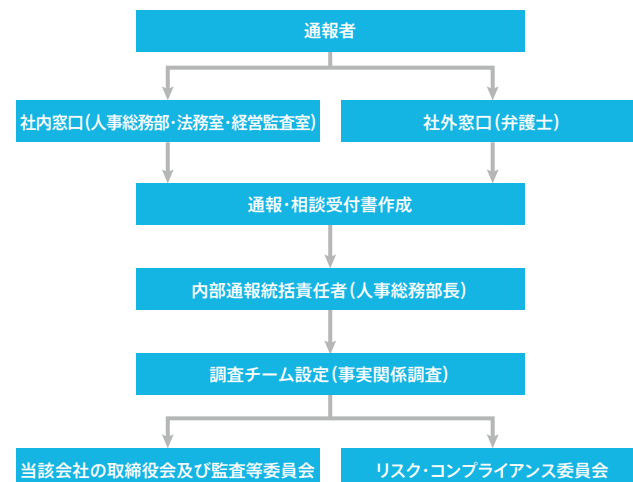 通報者
社内窓口(人事総務部・法務室・経営監査室)
社外窓口(弁護士)
通報・相談受付書作成
内部通報統括責任者(人事総務部長)
調査チーム設定(事実関係調査)
当該会社の取締役会及び監査等委員会
リスク・コンプライアンス委員会